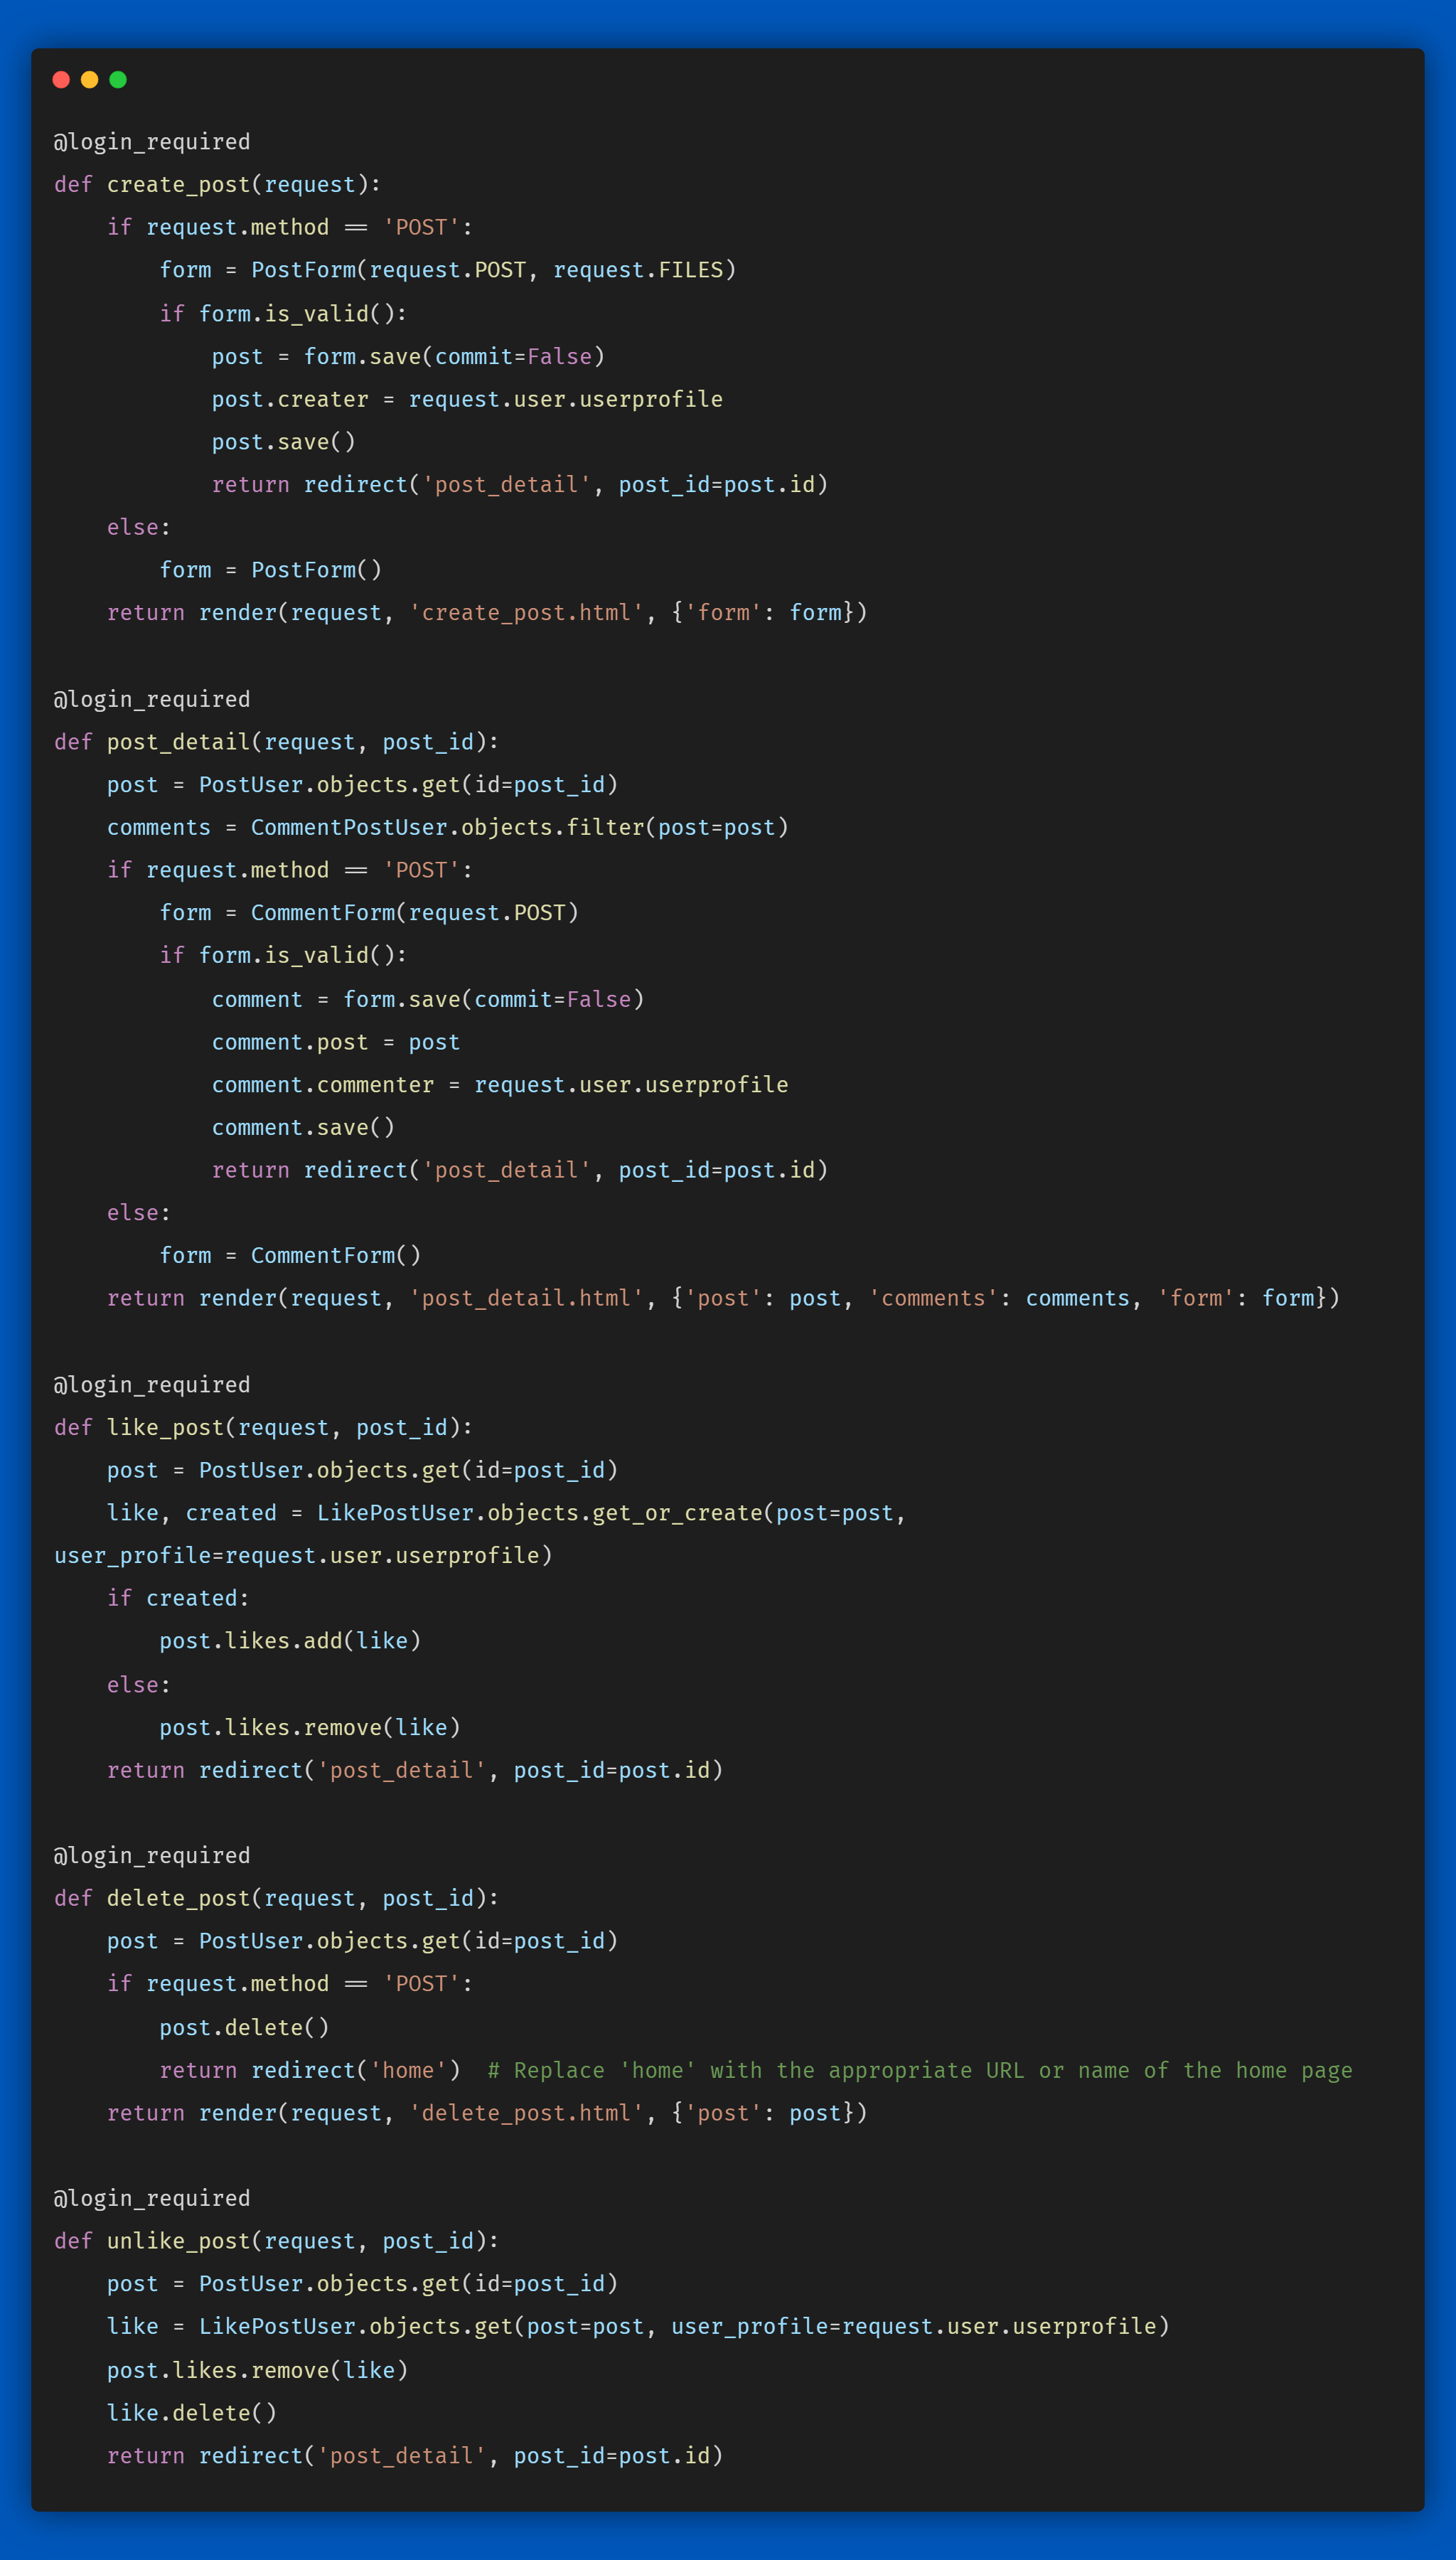 @login_required
def create_post(request):
    if request.method == 'POST':
        form = PostForm(request.POST, request.FILES)
        if form.is_valid():
            post = form.save(commit=False)
            post.creater = request.user.userprofile
            post.save()
            return redirect('post_detail', post_id=post.id)
    else:
        form = PostForm()
    return render(request, 'create_post.html', {'form': form})

@login_required
def post_detail(request, post_id):
    post = PostUser.objects.get(id=post_id)
    comments = CommentPostUser.objects.filter(post=post)
    if request.method == 'POST':
        form = CommentForm(request.POST)
        if form.is_valid():
            comment = form.save(commit=False)
            comment.post = post
            comment.commenter = request.user.userprofile
            comment.save()
            return redirect('post_detail', post_id=post.id)
    else:
        form = CommentForm()
    return render(request, 'post_detail.html', {'post': post, 'comments': comments, 'form': form})

@login_required
def like_post(request, post_id):
    post = PostUser.objects.get(id=post_id)
    like, created = LikePostUser.objects.get_or_create(post=post,
user_profile=request.user.userprofile)
    if created:
        post.likes.add(like)
    else:
        post.likes.remove(like)
    return redirect('post_detail', post_id=post.id)

@login_required
def delete_post(request, post_id):
    post = PostUser.objects.get(id=post_id)
    if request.method == 'POST':
        post.delete()
        return redirect('home')  # Replace 'home' with the appropriate URL or name of the home page
    return render(request, 'delete_post.html', {'post': post})

@login_required
def unlike_post(request, post_id):
    post = PostUser.objects.get(id=post_id)
    like = LikePostUser.objects.get(post=post, user_profile=request.user.userprofile)
    post.likes.remove(like)
    like.delete()
    return redirect('post_detail', post_id=post.id)